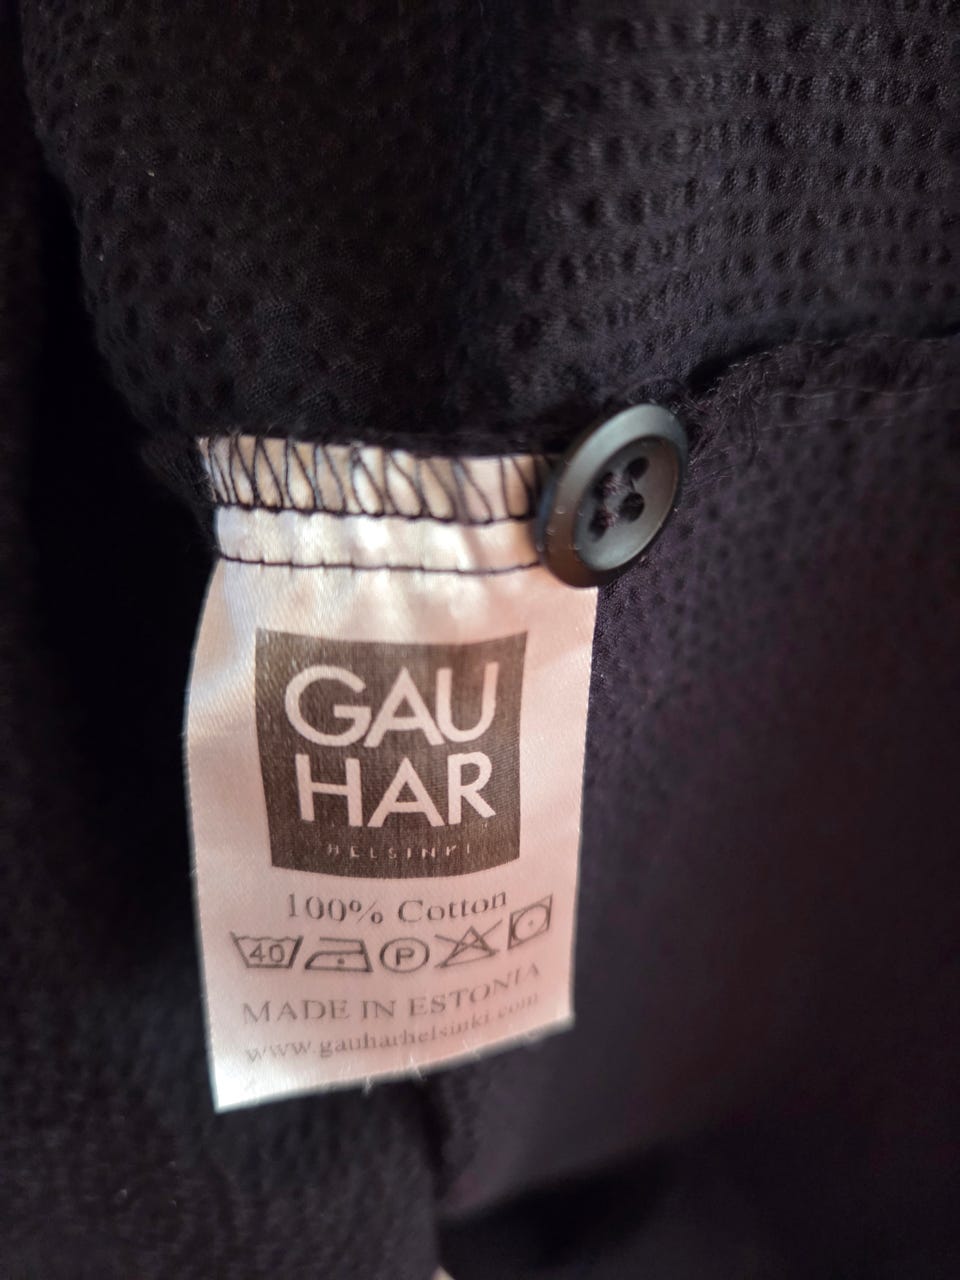 GAU
HAR
HELSINKI
100% Cotton
40 P
MADE IN ESTONIA
www.gauharhelsinki.com